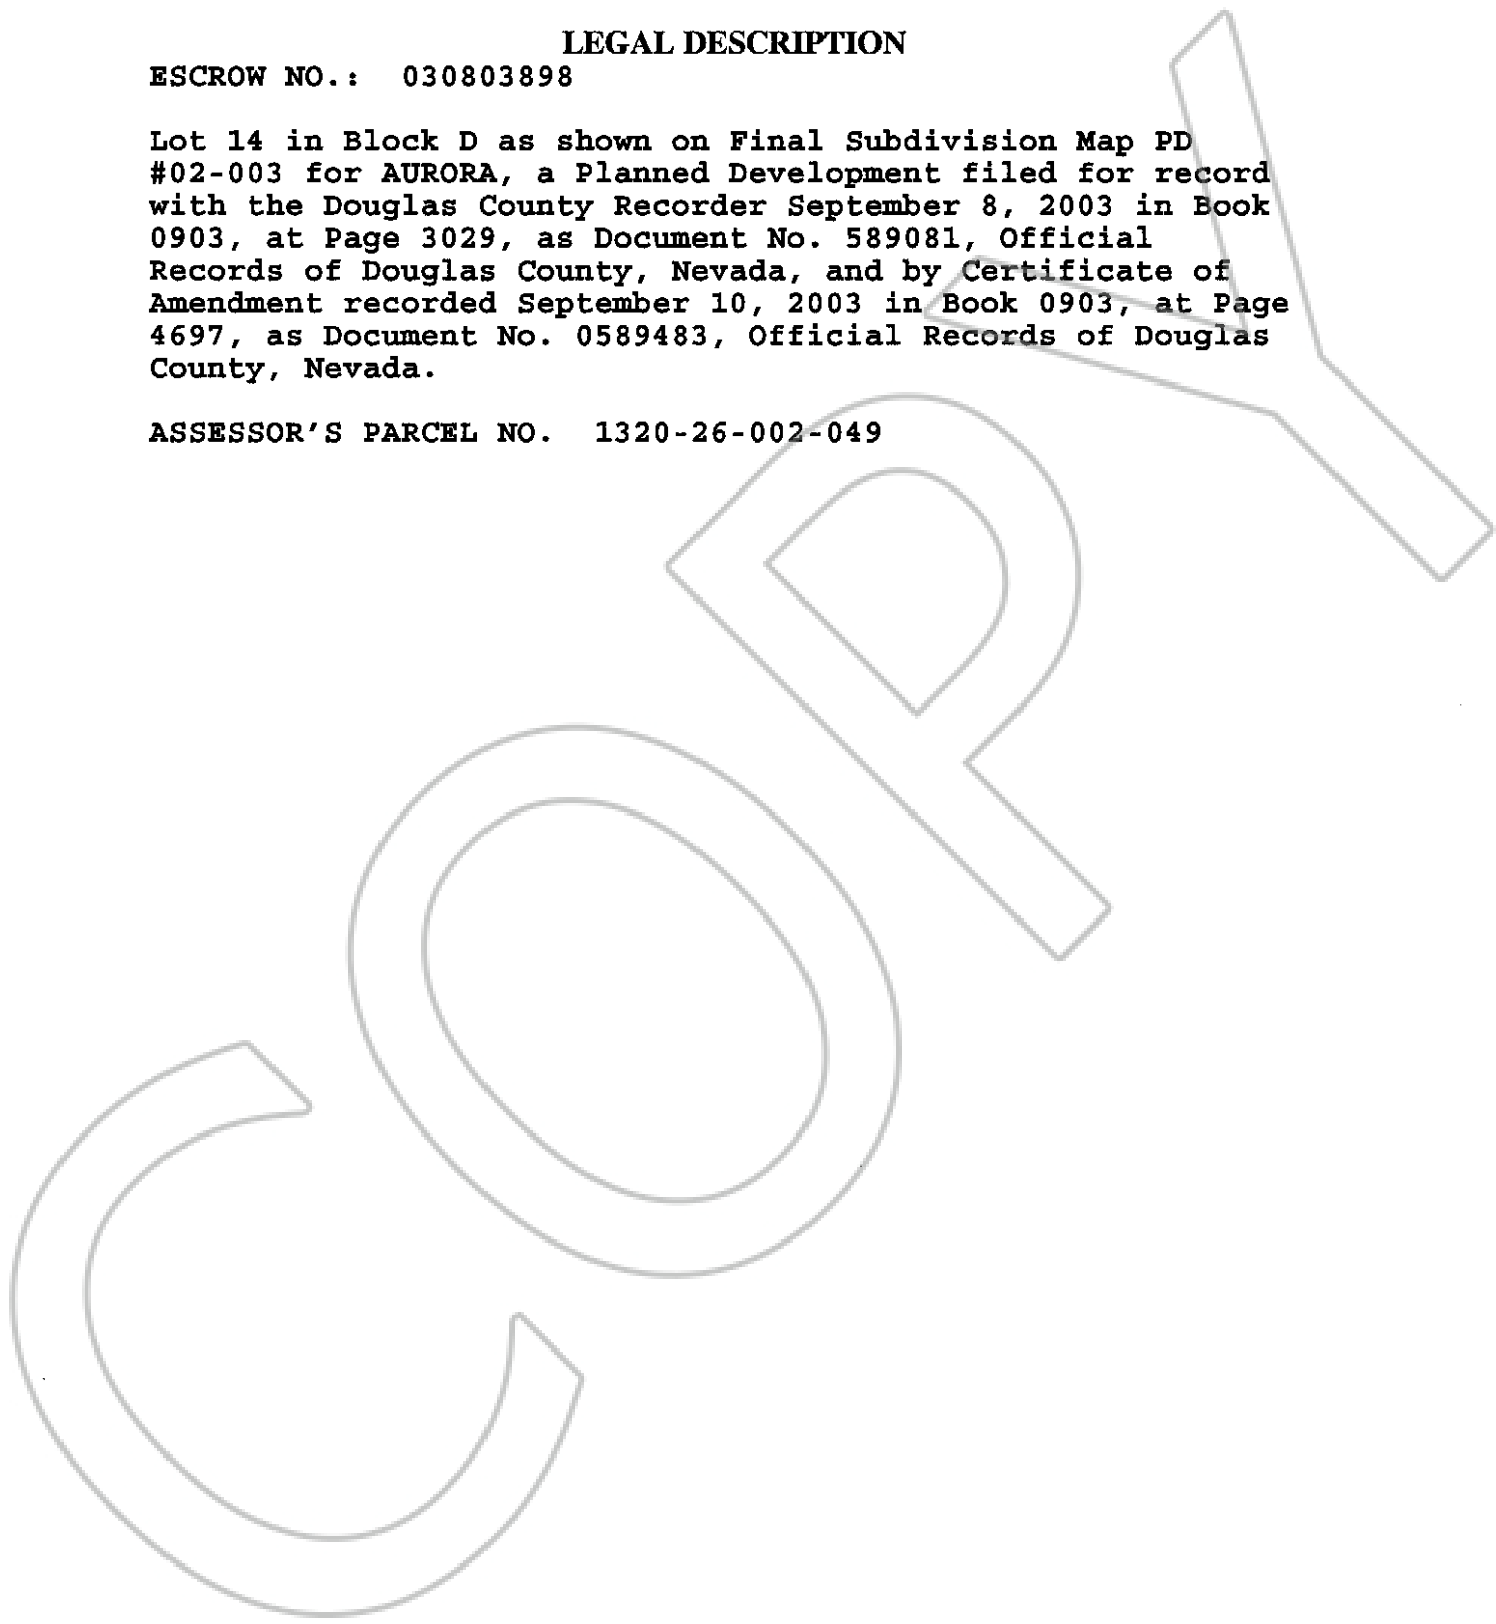 LEGAL DESCRIPTION
ESCROW NO.: 030803898
Lot 14 in Block D as shown on Final Subdivision Map PD
#02-003 for AURORA, a Planned Development filed for record
with the Douglas County Recorder September 8, 2003 in Book
0903, at Page 3029, as Document No. 589081, Official
Records of Douglas County, Nevada, and by Certificate of
Amendment recorded September 10, 2003 in Book 0903, at Page
4697, as Document No. 0589483, Official Records of Douglas
County, Nevada.
ASSESSOR'S PARCEL NO. 1320-26-002-049
COPY